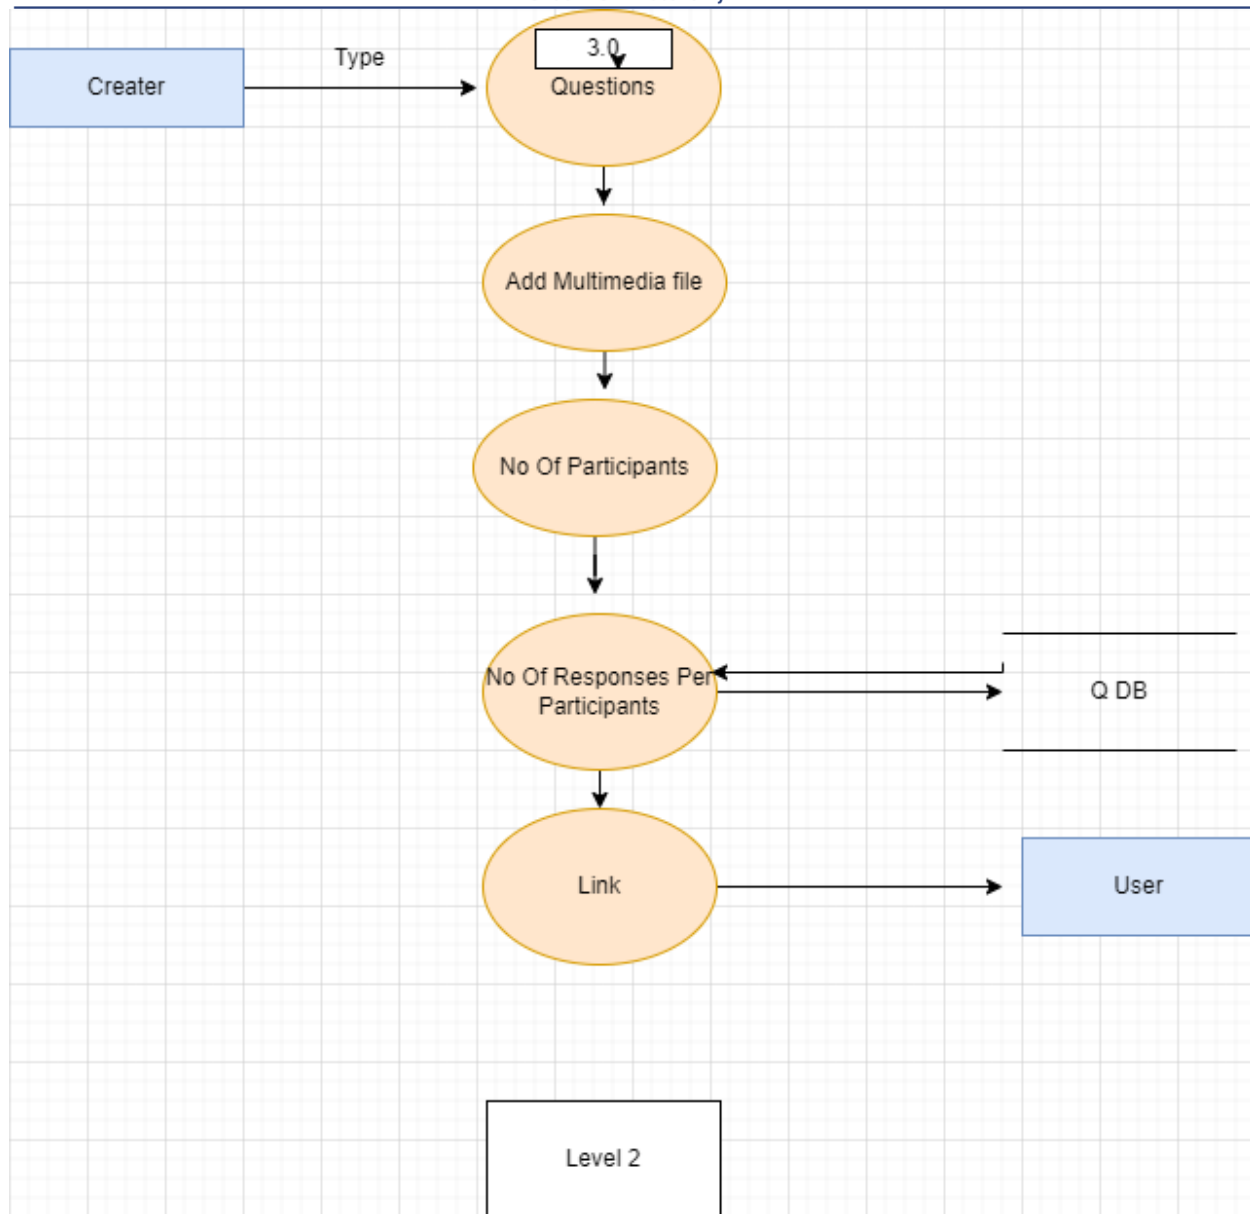 3.0
Type
Creater
Questions
Add Multimedia file
No Of Participants
No Of Responses Per
Participants
Q DB
Link
User
Level 2